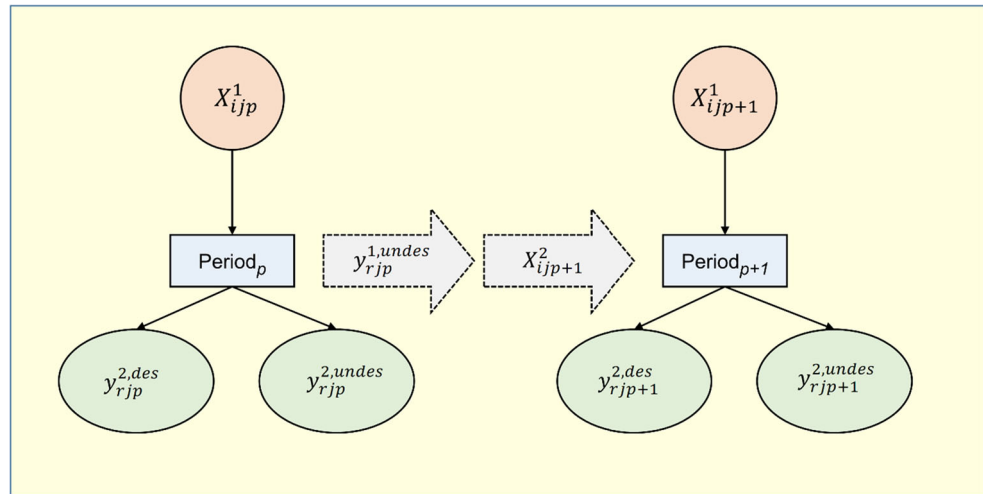 X^1_{ijp}
X^1_{ijp+1}
Period_p
y^{1,undes}_{rjp}
X^2_{ijp+1}
Period_{p+1}
y^{2,des}_{rjp}
y^{2,undes}_{rjp}
y^{2,des}_{rjp+1}
y^{2,undes}_{rjp+1}